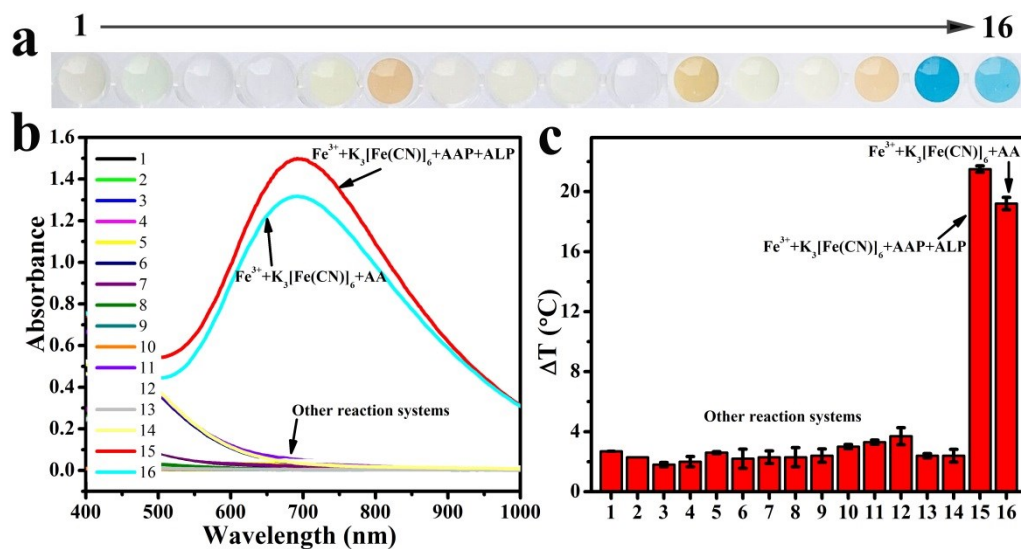 1
16
a
b
1.6
1.4
1.2
1.0
0.8
0.6
0.4
0.2
0.0
Absorbance
1
2
3
4
5
6
7
8
9
10
11
12
13
14
15
16
Fe³⁺+K₃[Fe(CN)]₆+AAP+ALP
Fe³⁺+K₃[Fe(CN)]₆+AA
Other reaction systems
400 500 600 700 800 900 1000
Wavelength (nm)
c
20
16
12
8
4
0
ΔT (°C)
Fe³⁺+K₃[Fe(CN)]₆+AA
Fe³⁺+K₃[Fe(CN)]₆+AAP+ALP
Other reaction systems
1 2 3 4 5 6 7 8 9 10 11 12 13 14 15 16